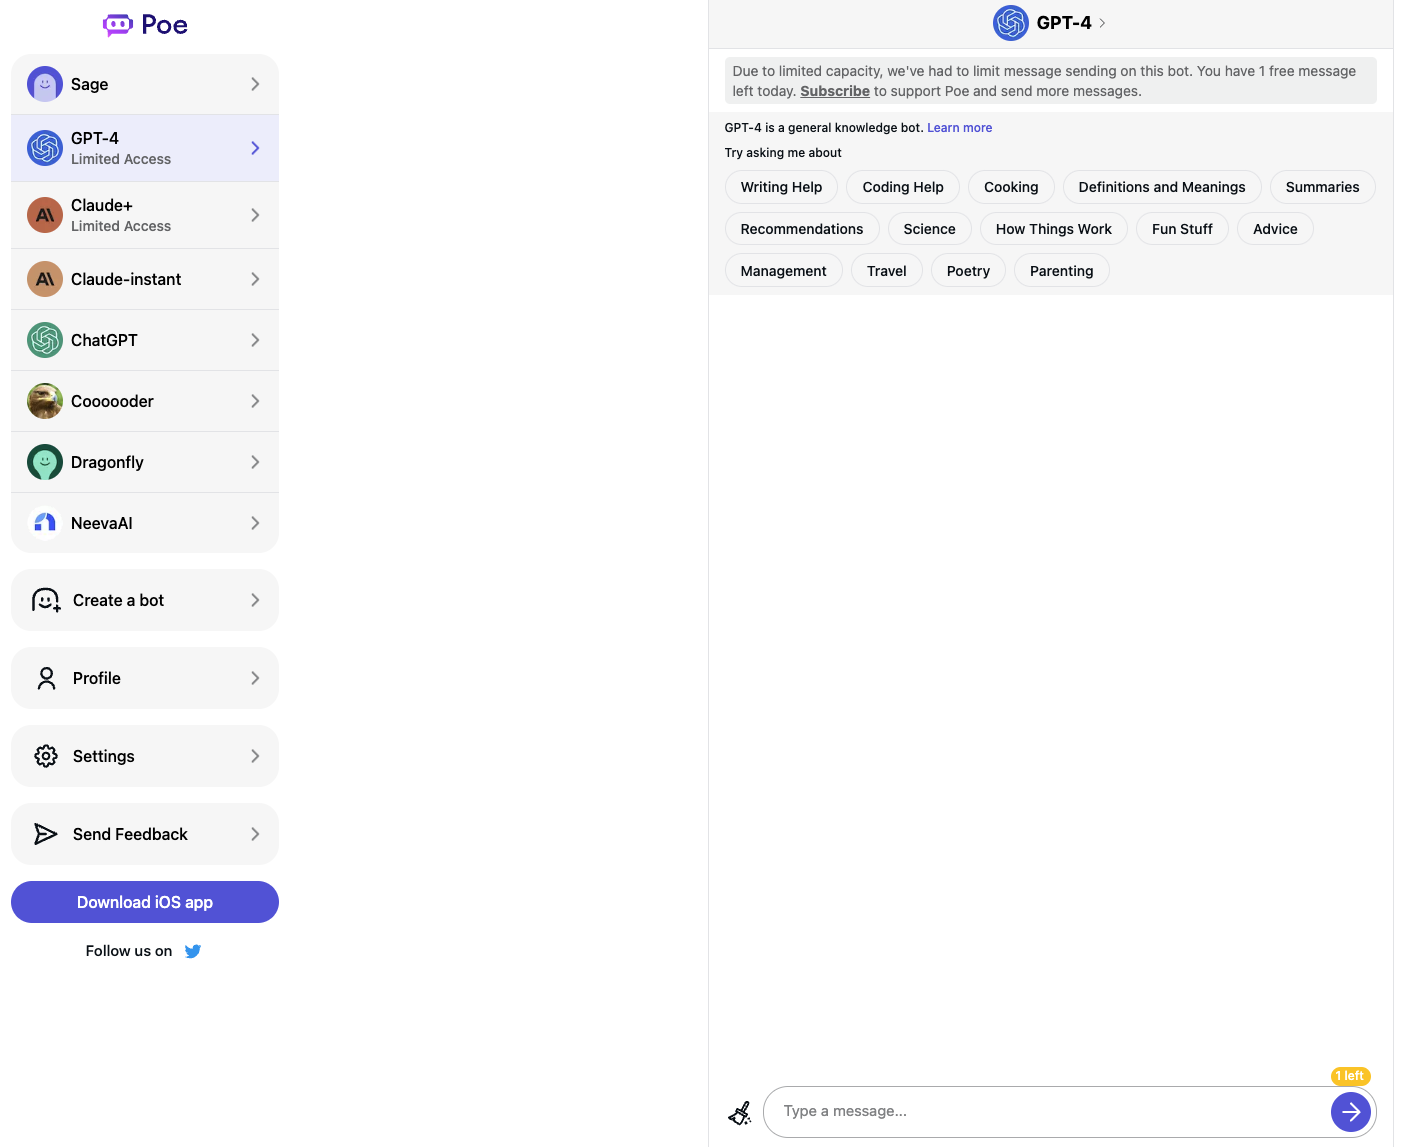 Poe
Sage
GPT-4
Limited Access
Claude+
Limited Access
Claude-instant
ChatGPT
Coooooder
Dragonfly
NeevaAI
Create a bot
Profile
Settings
Send Feedback
Download iOS app
Follow us on
GPT-4
Due to limited capacity, we've had to limit message sending on this bot. You have 1 free message
left today. Subscribe to support Poe and send more messages.
GPT-4 is a general knowledge bot. Learn more
Try asking me about
Writing Help Coding Help Cooking Definitions and Meanings Summaries
Recommendations Science How Things Work Fun Stuff Advice
Management Travel Poetry Parenting
1 left
Type a message...